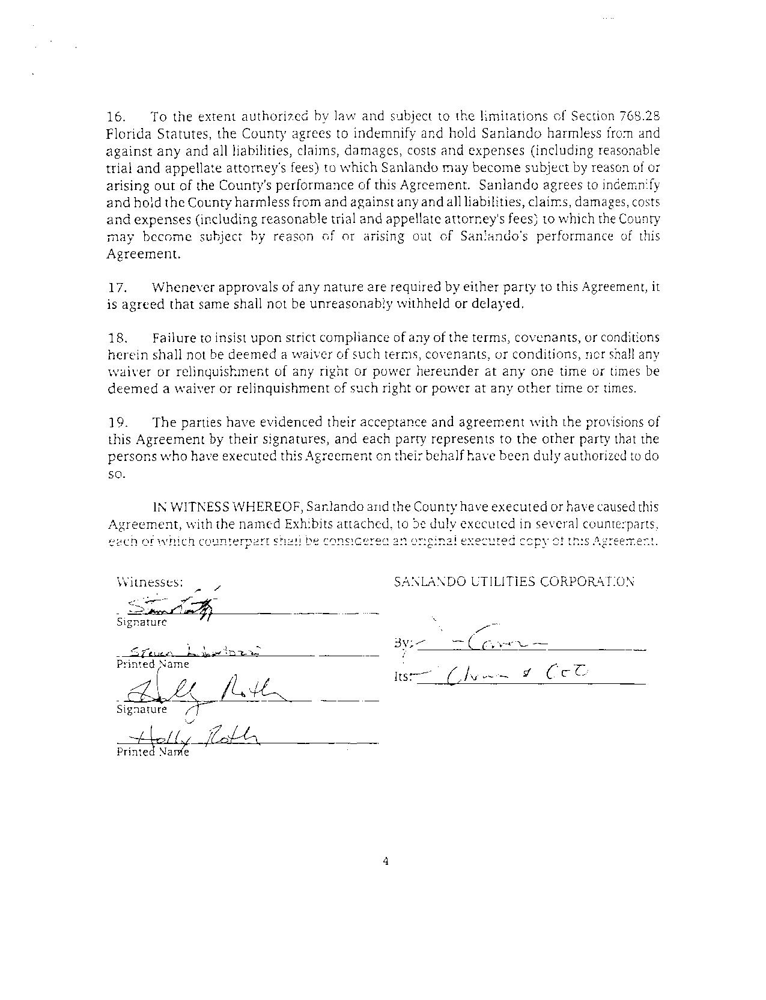 16. To the extent authorized by law and subject to the limitations of Section 768.28
Florida Statutes, the County agrees to indemnify and hold Sanlando harmless from and
against any and all liabilities, claims, damages, costs and expenses (including reasonable
trial and appellate attorney's fees) to which Sanlando may become subject by reason of or
arising out of the County's performance of this Agreement. Sanlando agrees to indemnify
and hold the County harmless from and against any and all liabilities, claims, damages, costs
and expenses (including reasonable trial and appellate attorney's fees) to which the County
may become subject by reason of or arising out of Sanlando's performance of this
Agreement.
17. Whenever approvals of any nature are required by either party to this Agreement, it
is agreed that same shall not be unreasonably withheld or delayed.
18. Failure to insist upon strict compliance of any of the terms, covenants, or conditions
herein shall not be deemed a waiver of such terms, covenants, or conditions, nor shall any
waiver or relinquishment of any right or power hereunder at any one time or times be
deemed a waiver or relinquishment of such right or power at any other time or times.
19. The parties have evidenced their acceptance and agreement with the provisions of
this Agreement by their signatures, and each party represents to the other party that the
persons who have executed this Agreement on their behalf have been duly authorized to do
so.
IN WITNESS WHEREOF, Sanlando and the County have executed or have caused this
Agreement, with the named Exhibits attached, to be duly executed in several counterparts,
each of which counterpart shall be considered an original executed copy of this Agreement.
Witnesses:
SANLANDO UTILITIES CORPORATION
Signature
By:
Steven
Printed Name
Its: &
Holly Roth
Signature
Holly Roth
Printed Name
4